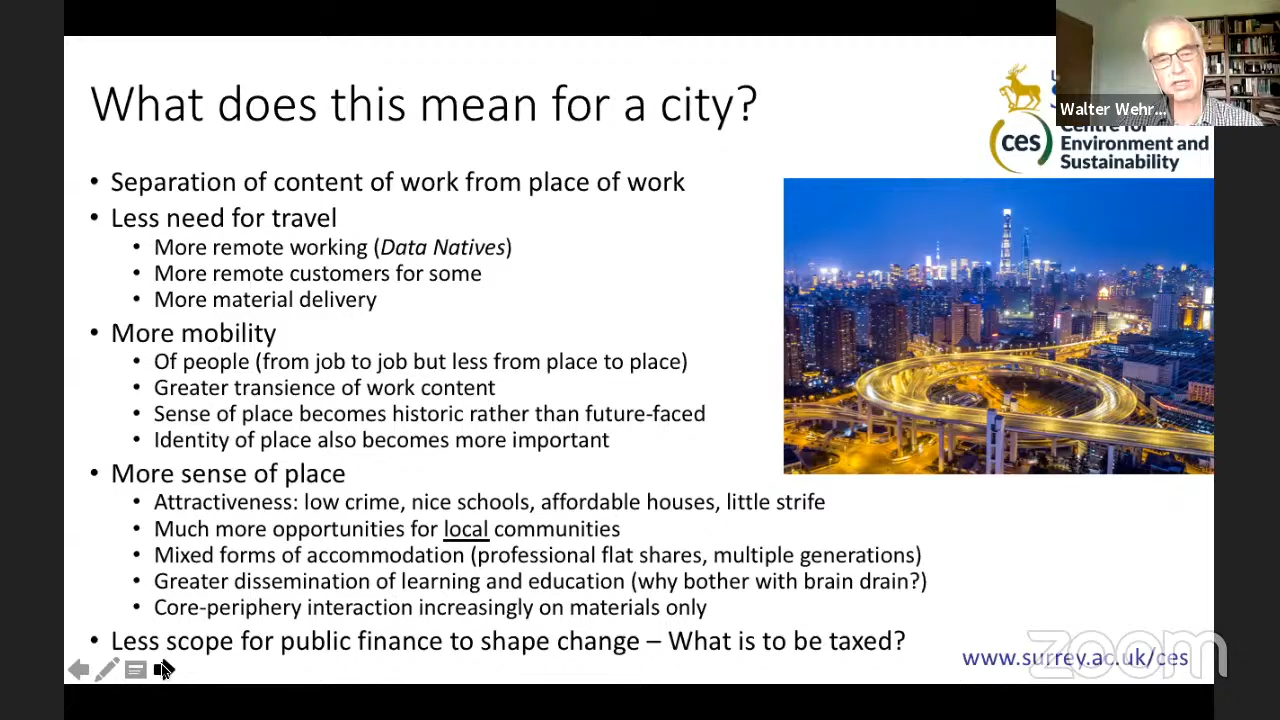 What does this mean for a city?
Walter Wehr...
ces
Centre for
Environment and
Sustainability
• Separation of content of work from place of work
• Less need for travel
• More remote working (Data Natives)
• More remote customers for some
• More material delivery
• More mobility
• Of people (from job to job but less from place to place)
• Greater transience of work content
• Sense of place becomes historic rather than future-faced
• Identity of place also becomes more important
• More sense of place
• Attractiveness: low crime, nice schools, affordable houses, little strife
• Much more opportunities for local communities
• Mixed forms of accommodation (professional flat shares, multiple generations)
• Greater dissemination of learning and education (why bother with brain drain?)
• Core-periphery interaction increasingly on materials only
• Less scope for public finance to shape change – What is to be taxed?
www.surrey.ac.uk/ces
zoom